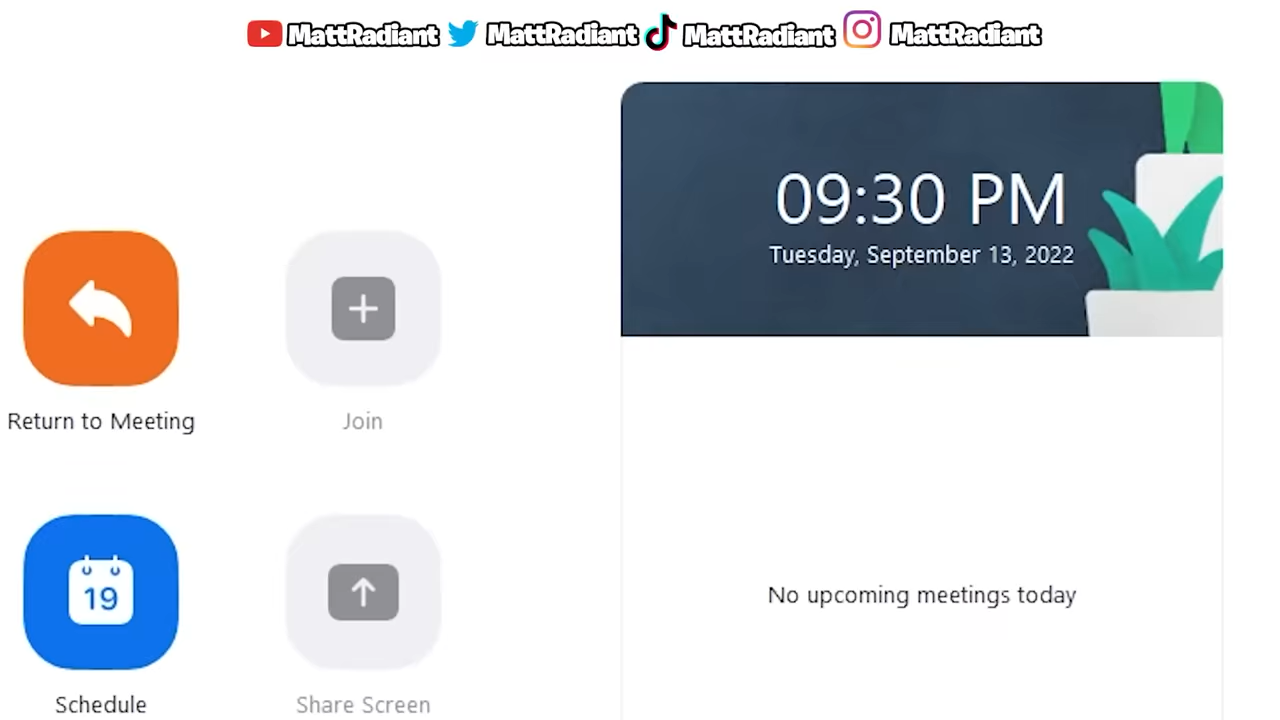 MattRadiant MattRadiant MattRadiant MattRadiant
09:30 PM
Tuesday, September 13, 2022
Return to Meeting
Join
19
Schedule
Share Screen
No upcoming meetings today